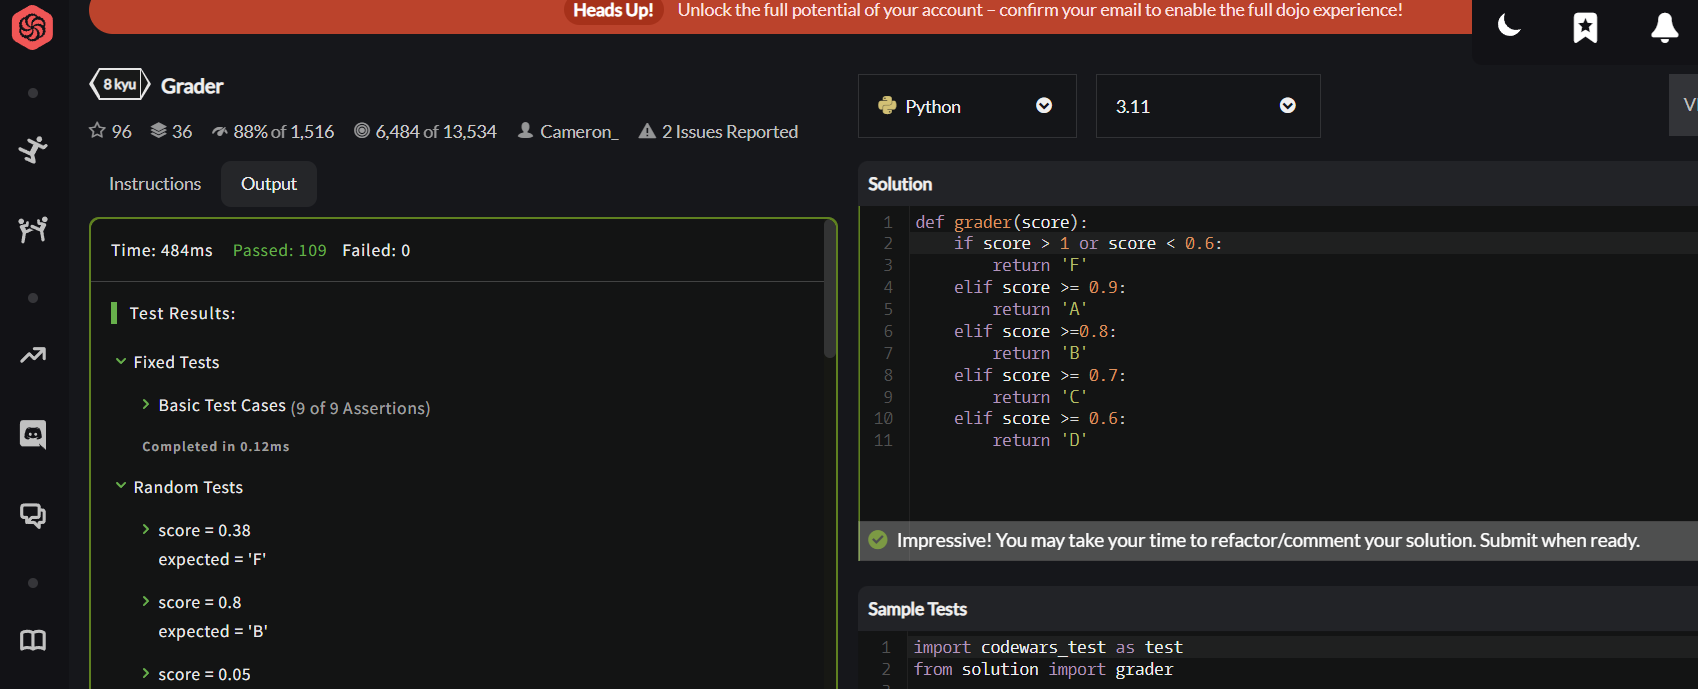 Heads Up! Unlock the full potential of your account – confirm your email to enable the full dojo experience!
8 kyu Grader
96 36 88% of 1,516 6,484 of 13,534 Cameron_ 2 Issues Reported
Python 3.11
Instructions Output
Time: 484ms Passed: 109 Failed: 0
Test Results:
Fixed Tests
Basic Test Cases (9 of 9 Assertions)
Completed in 0.12ms
Random Tests
score = 0.38
expected = 'F'
score = 0.8
expected = 'B'
score = 0.05
Solution
1 def grader(score):
2     if score > 1 or score < 0.6:
3         return 'F'
4     elif score >= 0.9:
5         return 'A'
6     elif score >=0.8:
7         return 'B'
8     elif score >= 0.7:
9         return 'C'
10     elif score >= 0.6:
11         return 'D'
Impressive! You may take your time to refactor/comment your solution. Submit when ready.
Sample Tests
1 import codewars_test as test
2 from solution import grader